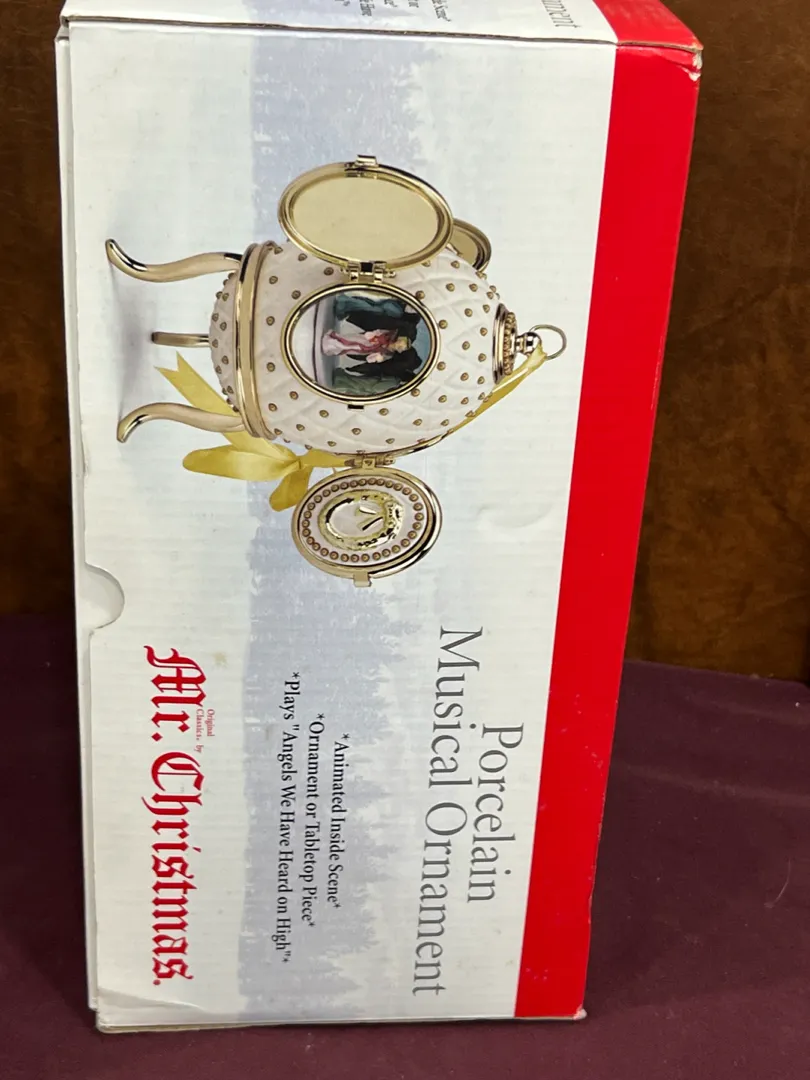 Porcelain
Musical Ornament
*Animated Inside Scene*
*Ornament or Tabletop Piece*
*Plays "Angels We Have Heard on High"*
Original
Classics, by
Mr. Christmas.